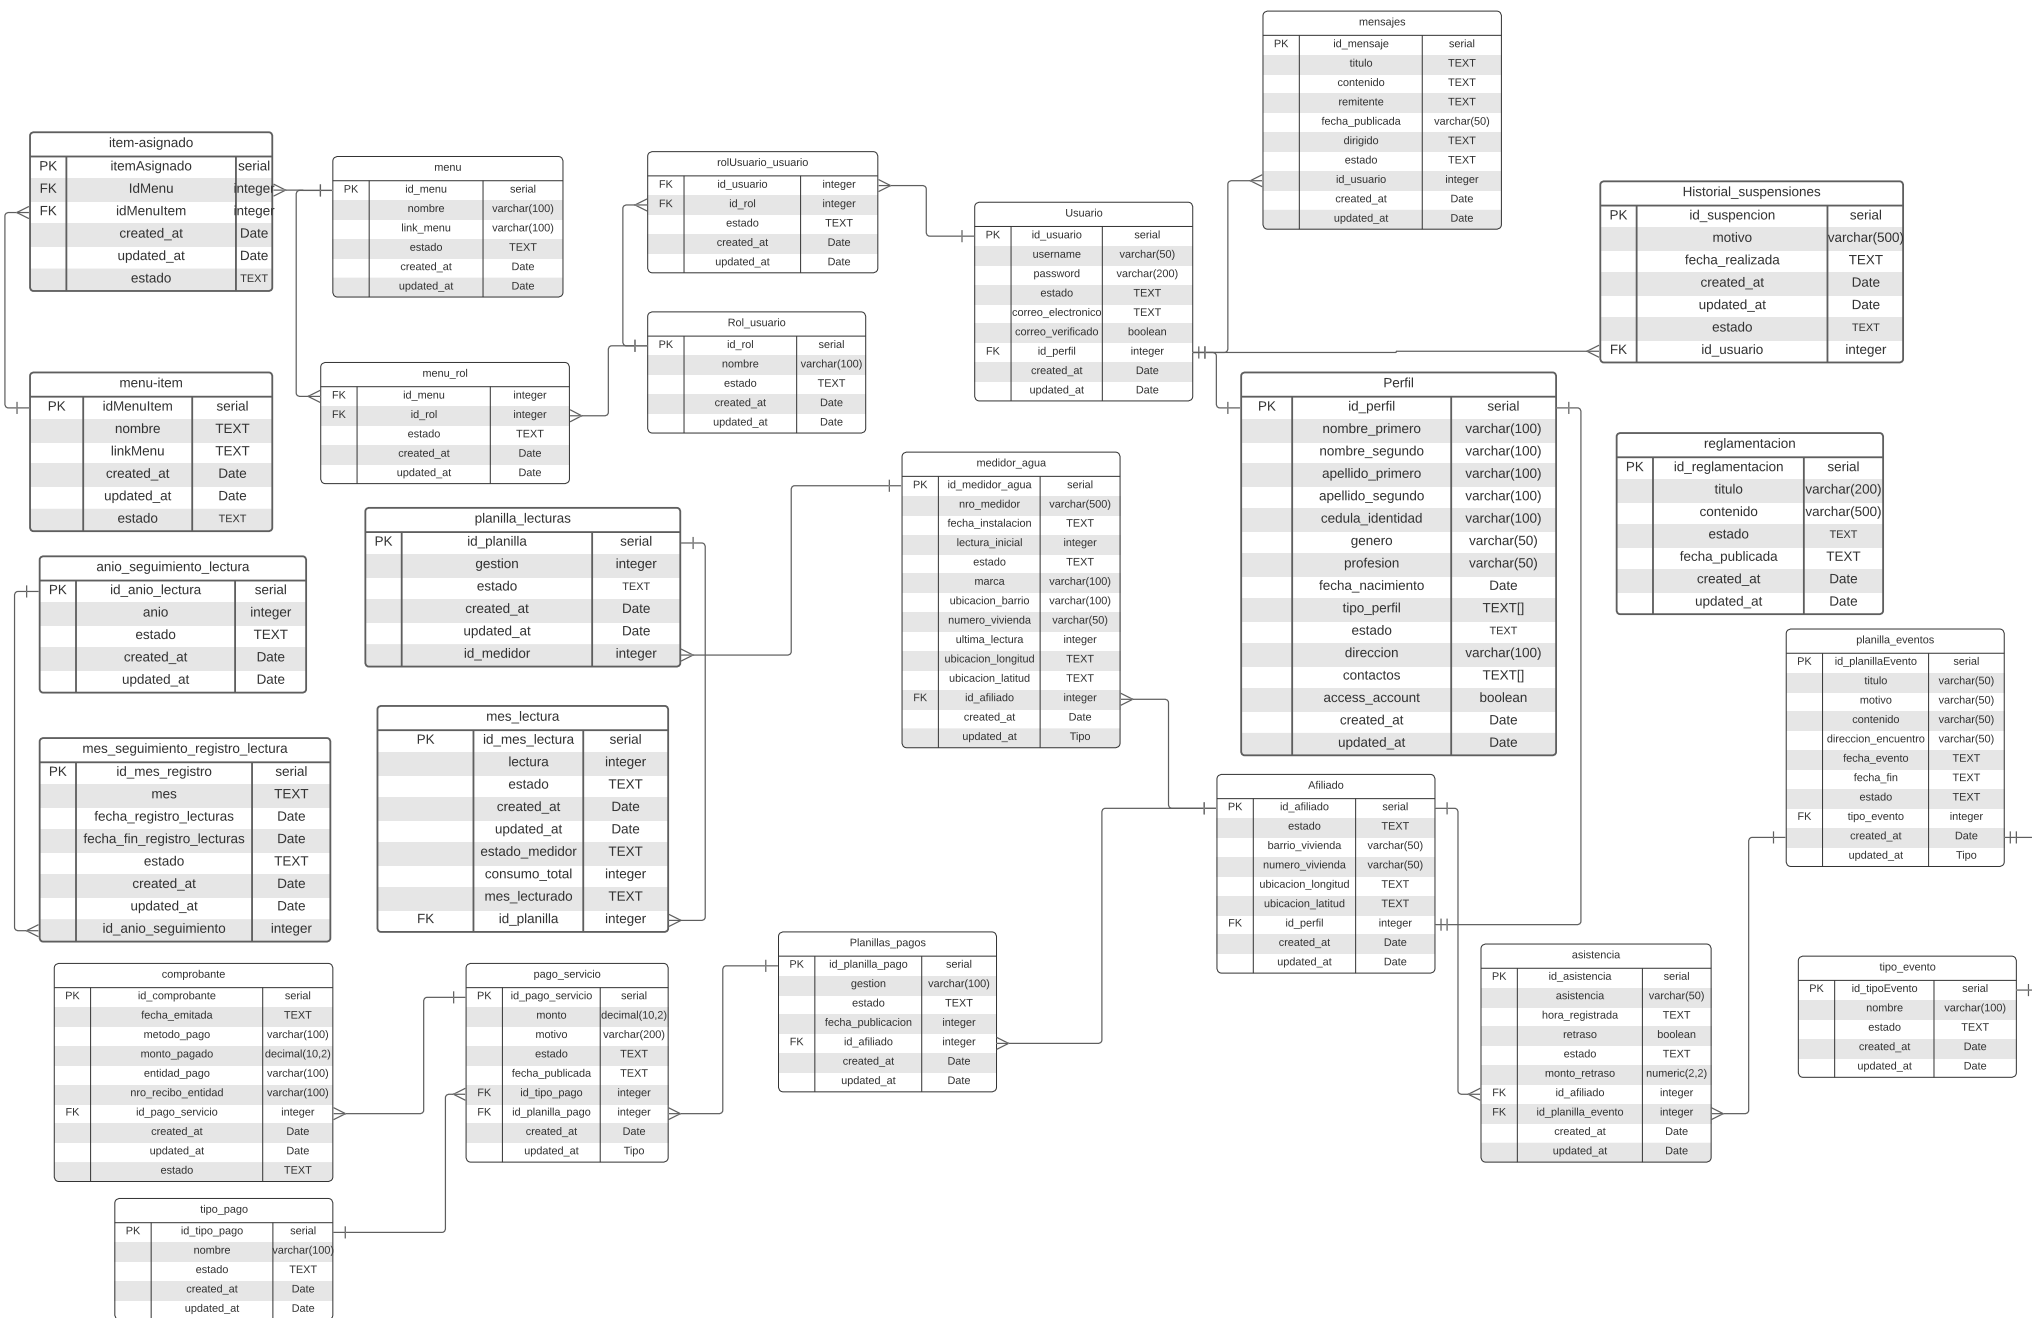 mensajes
PK id_mensaje serial
titulo TEXT
contenido TEXT
remitente TEXT
fecha_publicada varchar(50)
dirigido TEXT
estado TEXT
id_usuario integer
created_at Date
updated_at Date
item-asignado
PK itemAsignado serial
FK IdMenu integer
FK idMenuItem integer
created_at Date
updated_at Date
estado TEXT
menu
PK id_menu serial
nombre varchar(100)
link_menu varchar(100)
estado TEXT
created_at Date
updated_at Date
rolUsuario_usuario
FK id_usuario integer
FK id_rol integer
estado TEXT
created_at Date
updated_at Date
Usuario
PK id_usuario serial
username varchar(50)
password varchar(200)
estado TEXT
correo_electronico TEXT
correo_verificado boolean
FK id_perfil integer
created_at Date
updated_at Date
Historial_suspensiones
PK id_suspencion serial
motivo varchar(500)
fecha_realizada TEXT
created_at Date
updated_at Date
estado TEXT
FK id_usuario integer
Rol_usuario
PK id_rol serial
nombre varchar(100)
estado TEXT
created_at Date
updated_at Date
menu_rol
FK id_menu integer
FK id_rol integer
estado TEXT
created_at Date
updated_at Date
menu-item
PK idMenuItem serial
nombre TEXT
linkMenu TEXT
created_at Date
updated_at Date
estado TEXT
Perfil
PK id_perfil serial
nombre_primero varchar(100)
nombre_segundo varchar(100)
apellido_primero varchar(100)
apellido_segundo varchar(100)
cedula_identidad varchar(100)
genero varchar(50)
profesion varchar(50)
fecha_nacimiento Date
tipo_perfil TEXT[]
estado TEXT
direccion varchar(100)
contactos TEXT[]
access_account boolean
created_at Date
updated_at Date
reglamentacion
PK id_reglamentacion serial
titulo varchar(200)
contenido varchar(500)
estado TEXT
fecha_publicada TEXT
created_at Date
updated_at Date
medidor_agua
PK id_medidor_agua serial
nro_medidor varchar(500)
fecha_instalacion TEXT
lectura_inicial integer
estado TEXT
marca varchar(100)
ubicacion_barrio varchar(100)
numero_vivienda varchar(50)
ultima_lectura integer
ubicacion_longitud TEXT
ubicacion_latitud TEXT
FK id_afiliado integer
created_at Date
updated_at Tipo
planilla_lecturas
PK id_planilla serial
gestion integer
estado TEXT
created_at Date
updated_at Date
id_medidor integer
anio_seguimiento_lectura
PK id_anio_lectura serial
anio integer
estado TEXT
created_at Date
updated_at Date
planilla_eventos
PK id_planillaEvento serial
titulo varchar(50)
motivo varchar(50)
contenido varchar(50)
direccion_encuentro varchar(50)
fecha_evento TEXT
fecha_fin TEXT
estado TEXT
FK tipo_evento integer
created_at Date
updated_at Tipo
mes_lectura
PK id_mes_lectura serial
lectura integer
estado TEXT
created_at Date
updated_at Date
estado_medidor TEXT
consumo_total integer
mes_lecturado TEXT
FK id_planilla integer
mes_seguimiento_registro_lectura
PK id_mes_registro serial
mes TEXT
fecha_registro_lecturas Date
fecha_fin_registro_lecturas Date
estado TEXT
created_at Date
updated_at Date
id_anio_seguimiento integer
Afiliado
PK id_afiliado serial
estado TEXT
barrio_vivienda varchar(50)
numero_vivienda varchar(50)
ubicacion_longitud TEXT
ubicacion_latitud TEXT
FK id_perfil integer
created_at Date
updated_at Date
Planillas_pagos
PK id_planilla_pago serial
gestion varchar(100)
estado TEXT
fecha_publicacion integer
FK id_afiliado integer
created_at Date
updated_at Date
asistencia
PK id_asistencia serial
asistencia varchar(50)
hora_registrada TEXT
retraso boolean
estado TEXT
monto_retraso numeric(2,2)
FK id_afiliado integer
FK id_planilla_evento integer
created_at Date
updated_at Date
tipo_evento
PK id_tipoEvento serial
nombre varchar(100)
estado TEXT
created_at Date
updated_at Date
comprobante
PK id_comprobante serial
fecha_emitada TEXT
metodo_pago varchar(100)
monto_pagado decimal(10,2)
entidad_pago varchar(100)
nro_recibo_entidad varchar(100)
FK id_pago_servicio integer
created_at Date
updated_at Date
estado TEXT
pago_servicio
PK id_pago_servicio serial
monto decimal(10,2)
motivo varchar(200)
estado TEXT
fecha_publicada TEXT
FK id_tipo_pago integer
FK id_planilla_pago integer
created_at Date
updated_at Tipo
tipo_pago
PK id_tipo_pago serial
nombre varchar(100)
estado TEXT
created_at Date
updated_at Date